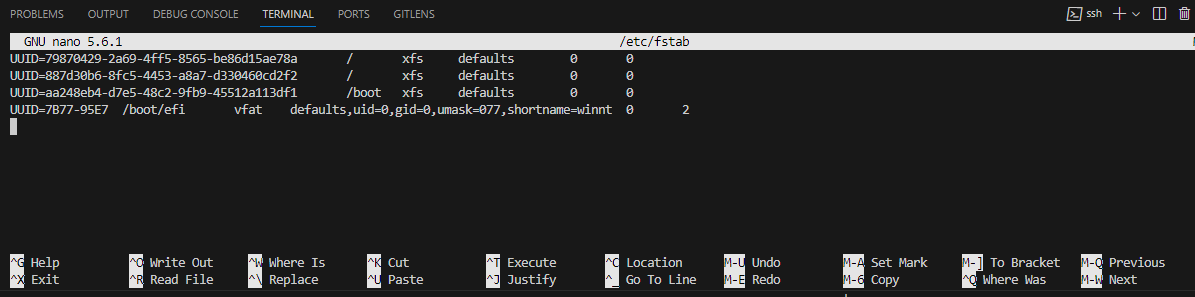 PROBLEMS OUTPUT DEBUG CONSOLE TERMINAL PORTS GITLENS ssh
GNU nano 5.6.1 /etc/fstab
UUID=79870429-2a69-4ff5-8565-be86d15ae78a / xfs defaults 0 0
UUID=887d30b6-8fc5-4453-a8a7-d330460cd2f2 / xfs defaults 0 0
UUID=aa248eb4-d7e5-48c2-9fb9-45512a113df1 /boot xfs defaults 0 0
UUID=7B77-95E7 /boot/efi vfat defaults,uid=0,gid=0,umask=077,shortname=winnt 0 2
^G Help ^O Write Out ^W Where Is ^K Cut ^T Execute ^C Location M-U Undo M-A Set Mark M-] To Bracket M-Q Previous
^X Exit ^R Read File ^\ Replace ^U Paste ^J Justify ^_ Go To Line M-E Redo M-6 Copy ^Q Where Was M-W Next